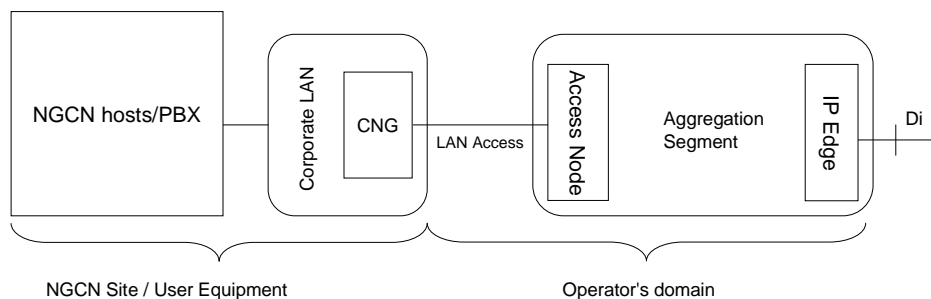 NGCN hosts/PBX
Corporate LAN
CNG
LAN Access
Access Node
Aggregation
Segment
IP Edge
Di
NGCN Site / User Equipment
Operator's domain